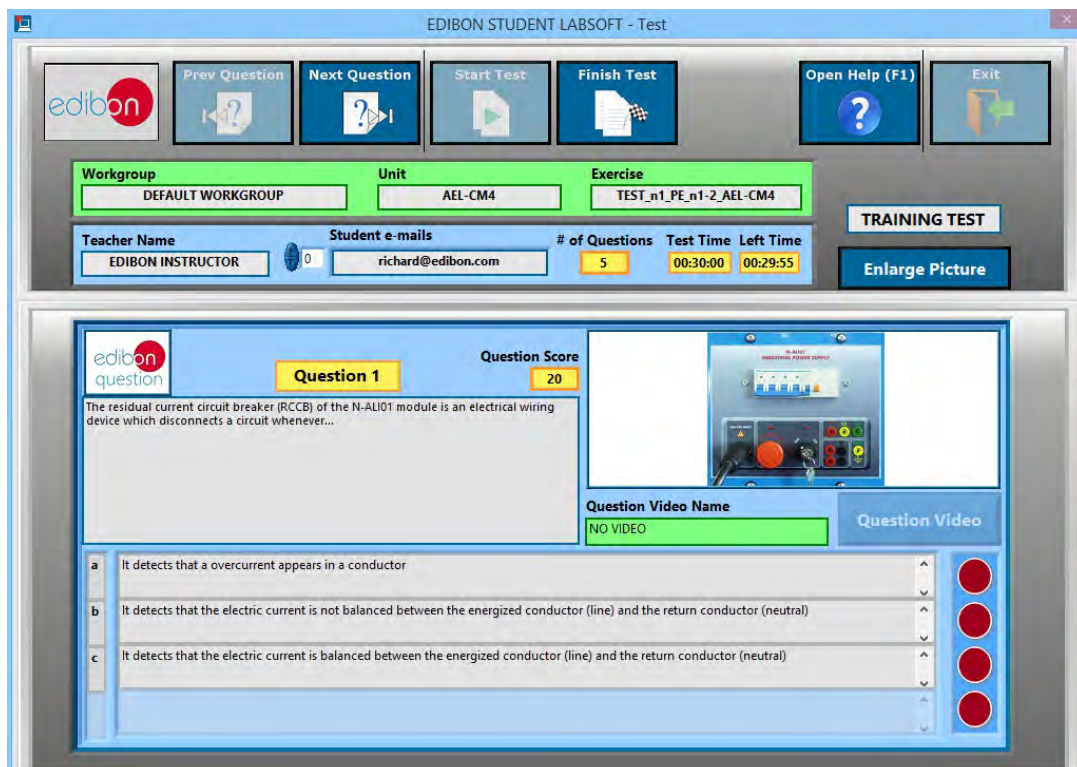 EDIBON STUDENT LABSOFT - Test
edibon
Prev Question
Next Question
Start Test
Finish Test
Open Help (F1)
Exit
Workgroup
DEFAULT WORKGROUP
Unit
AEL-CM4
Exercise
TEST_n1_PE_n1-2_AEL-CM4
TRAINING TEST
Teacher Name
EDIBON INSTRUCTOR
0
Student e-mails
richard@edibon.com
# of Questions
5
Test Time
00:30:00
Left Time
00:29:55
Enlarge Picture
edibon
question
Question 1
Question Score
20
N-ALI01
INDUSTRIAL POWER SUPPLY
The residual current circuit breaker (RCCB) of the N-ALI01 module is an electrical wiring
device which disconnects a circuit whenever...
Question Video Name
NO VIDEO
Question Video
a It detects that a overcurrent appears in a conductor
b It detects that the electric current is not balanced between the energized conductor (line) and the return conductor (neutral)
c It detects that the electric current is balanced between the energized conductor (line) and the return conductor (neutral)